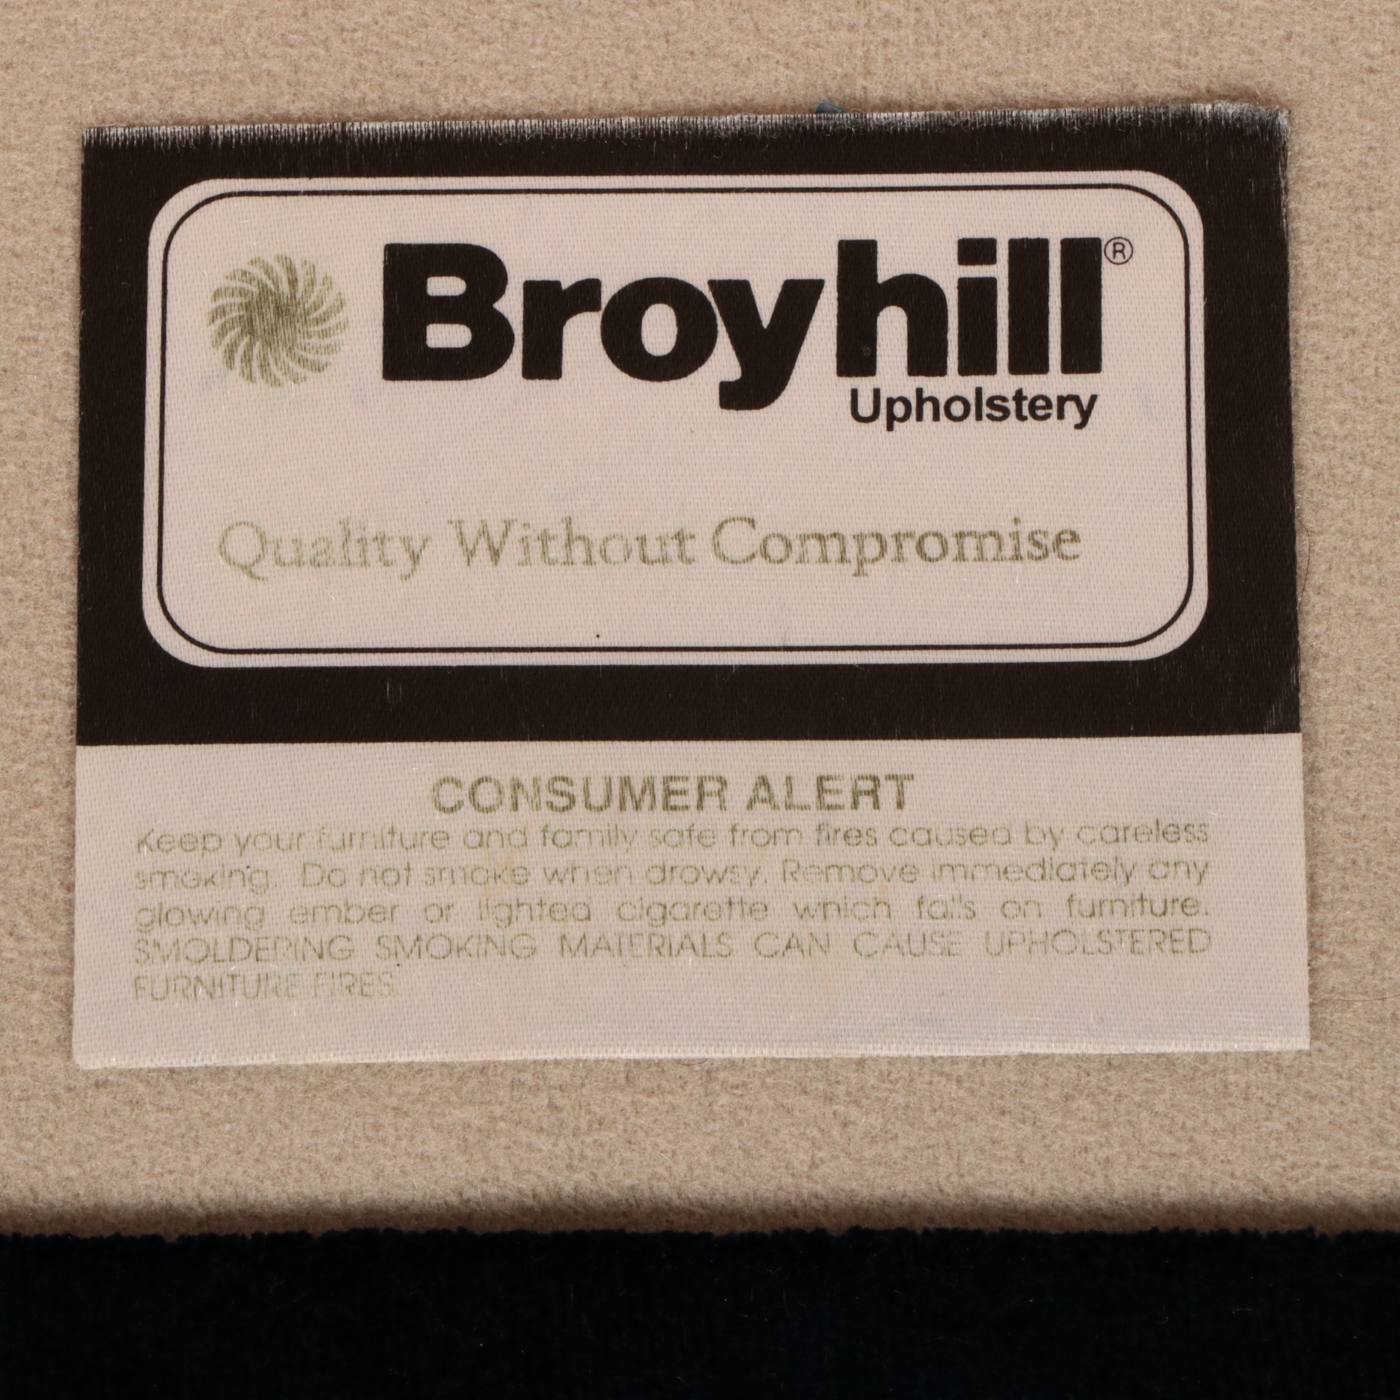 Broyhill®
Upholstery
Quality Without Compromise
CONSUMER ALERT
Keep your furniture and family safe from fires caused by careless
smoking. Do not smoke when drowsy. Remove immediately any
glowing ember or lighted cigarette which falls on furniture.
SMOLDERING SMOKING MATERIALS CAN CAUSE UPHOLSTERED
FURNITURE FIRES.